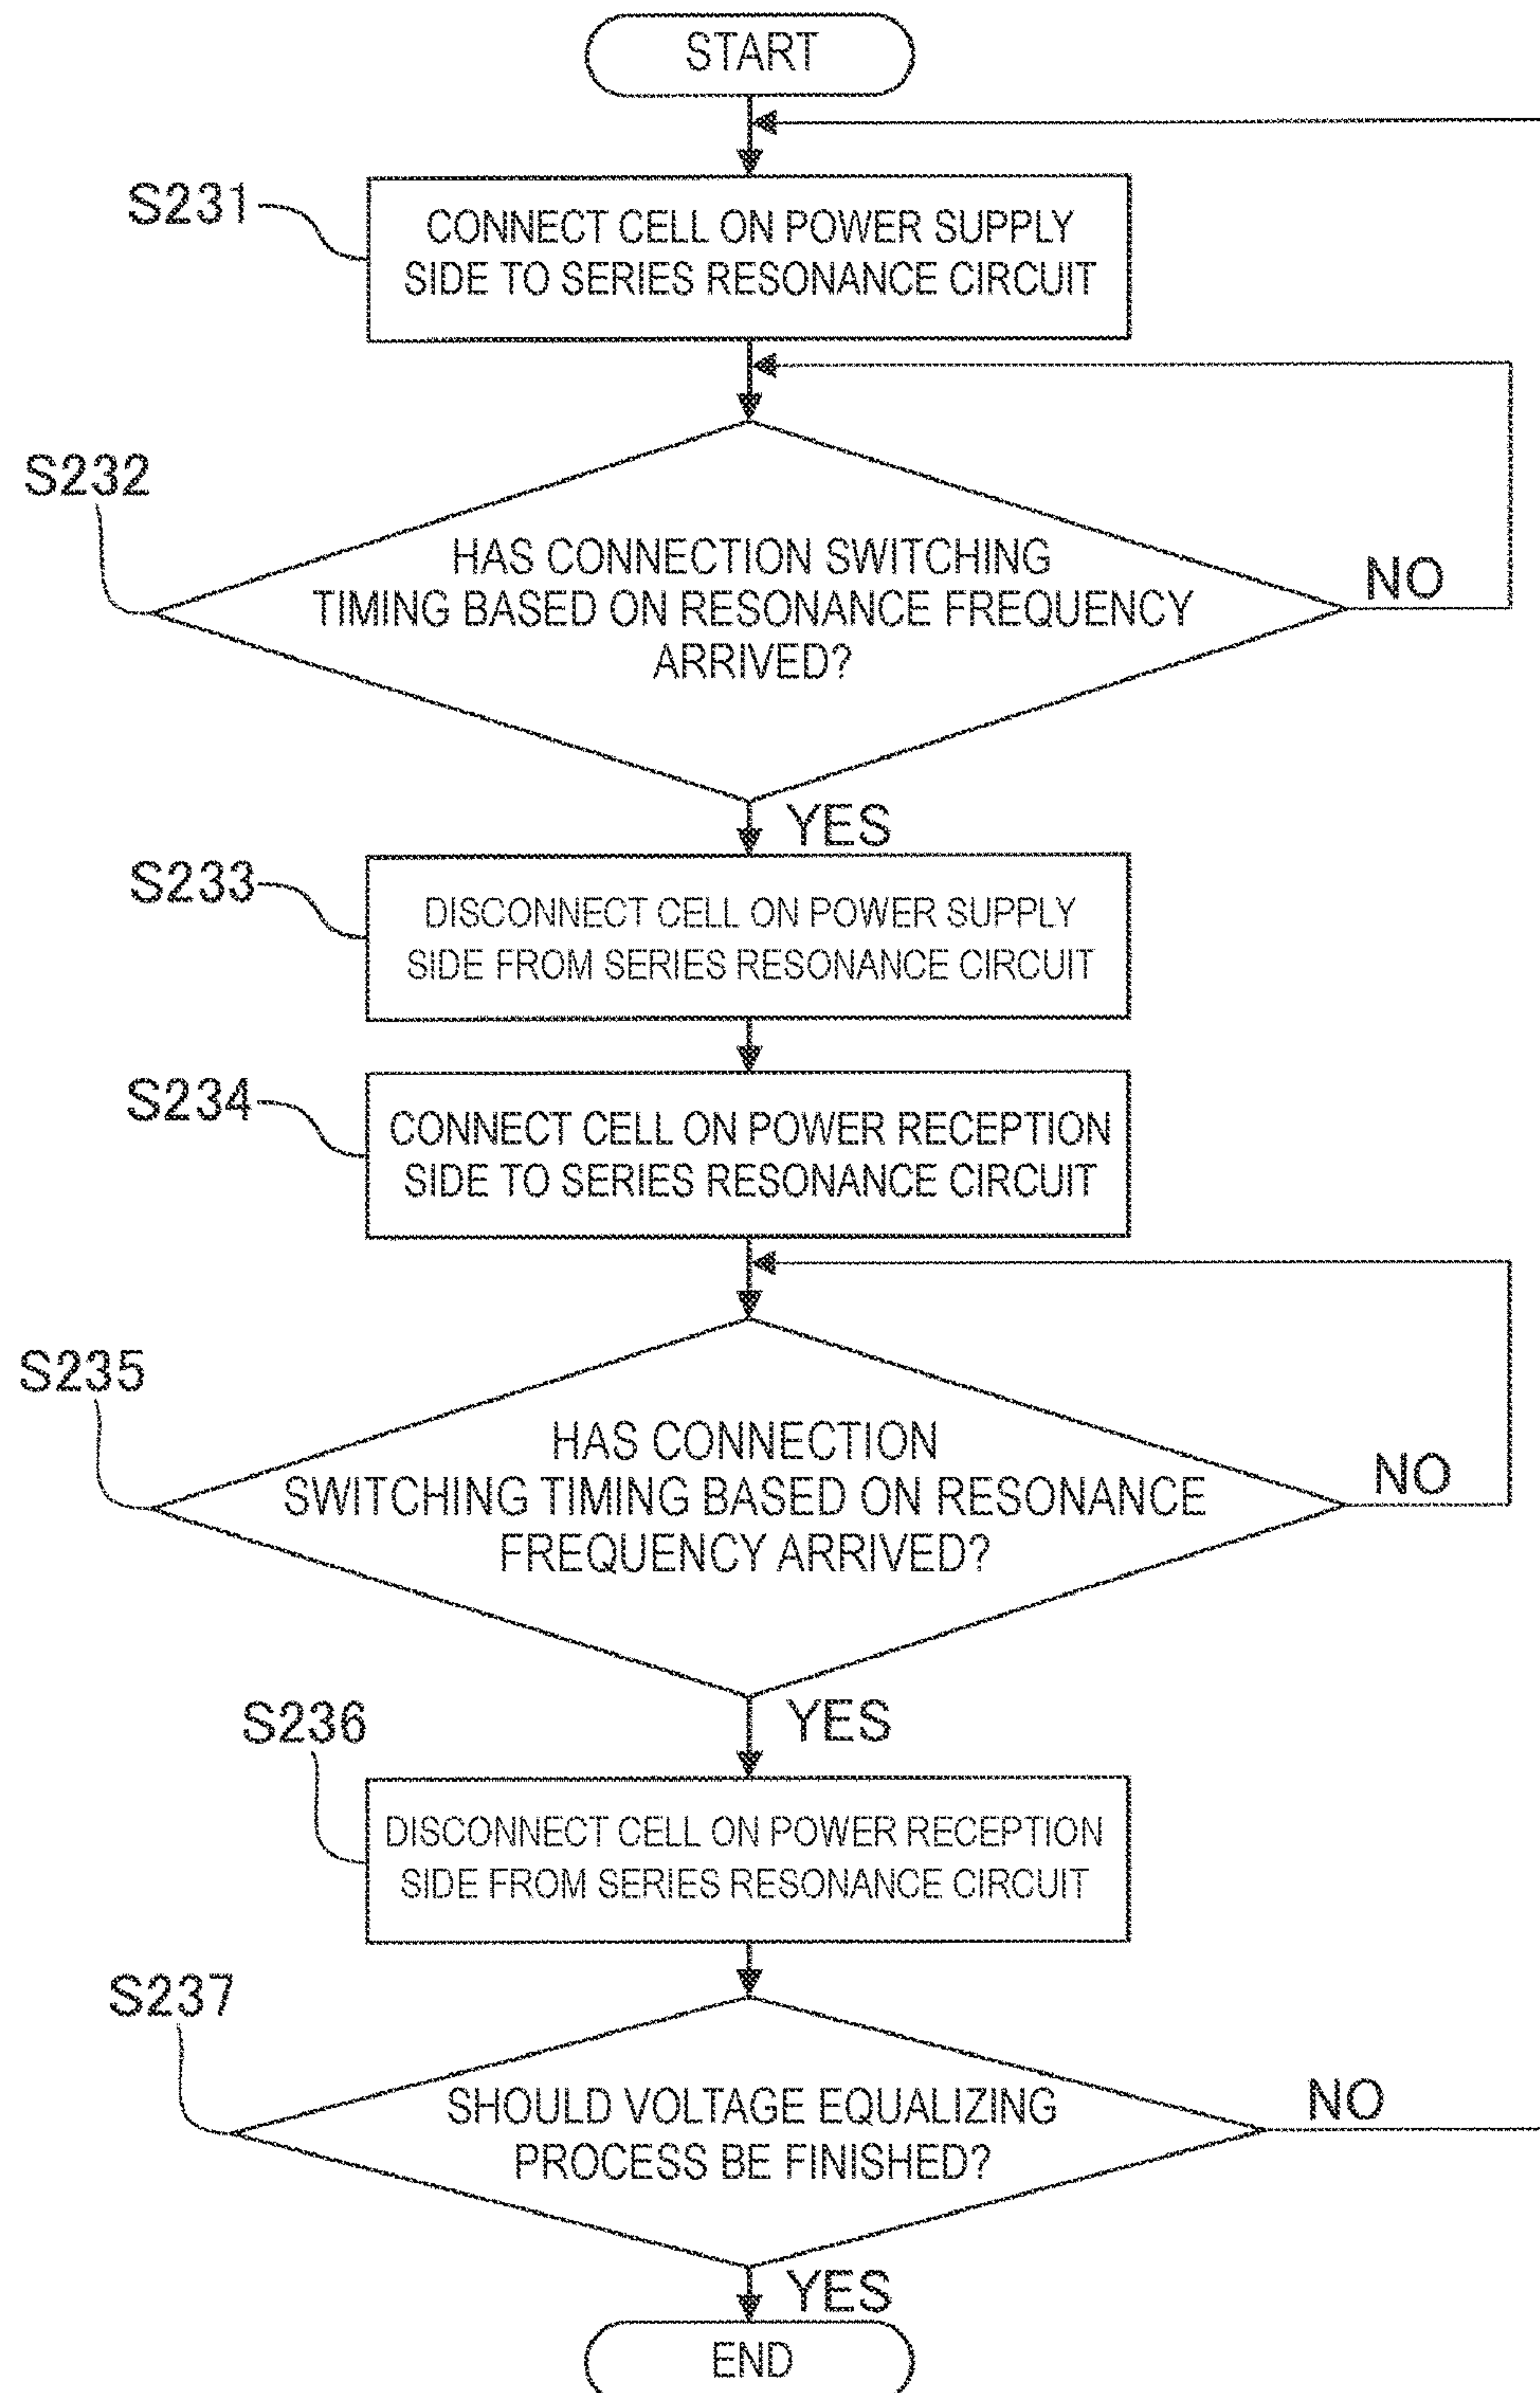 START
S231
CONNECT CELL ON POWER SUPPLY
SIDE TO SERIES RESONANCE CIRCUIT
S232
HAS CONNECTION SWITCHING
TIMING BASED ON RESONANCE FREQUENCY
ARRIVED?
NO
YES
S233
DISCONNECT CELL ON POWER SUPPLY
SIDE FROM SERIES RESONANCE CIRCUIT
S234
CONNECT CELL ON POWER RECEPTION
SIDE TO SERIES RESONANCE CIRCUIT
S235
HAS CONNECTION
SWITCHING TIMING BASED ON RESONANCE
FREQUENCY ARRIVED?
NO
YES
S236
DISCONNECT CELL ON POWER RECEPTION
SIDE FROM SERIES RESONANCE CIRCUIT
S237
SHOULD VOLTAGE EQUALIZING
PROCESS BE FINISHED?
NO
YES
END